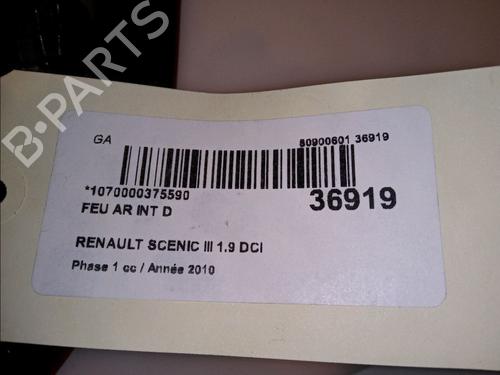 B-PARTS
GA
80900601 36919
*1070000375590
36919
FEU AR INT D
RENAULT SCENIC III 1.9 DCI
Phase 1 cc / Année 2010